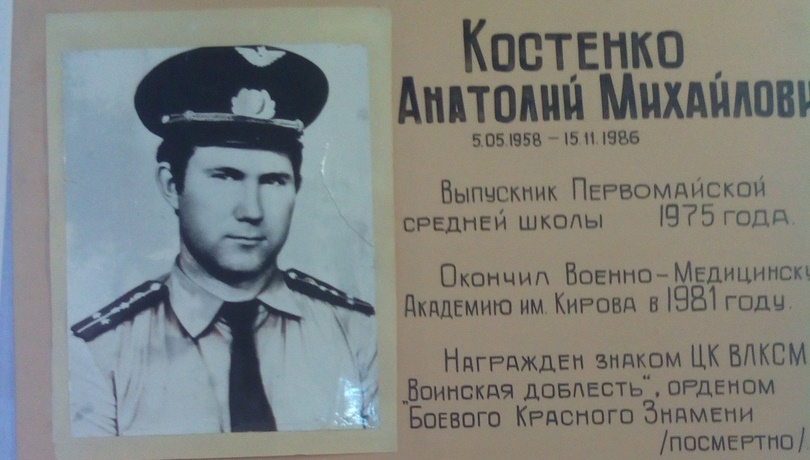 Костенко
Анатолий Михайлови
5.05.1958 – 15.11.1986
Выпускник Первомайской
средней школы 1975 года.
Окончил Военно-Медицинску
Академию им. Кирова в 1981 году.
Награжден знаком ЦК ВЛКСМ
„Воинская доблесть“, орденом
„Боевого Красного Знамени
/посмертно/